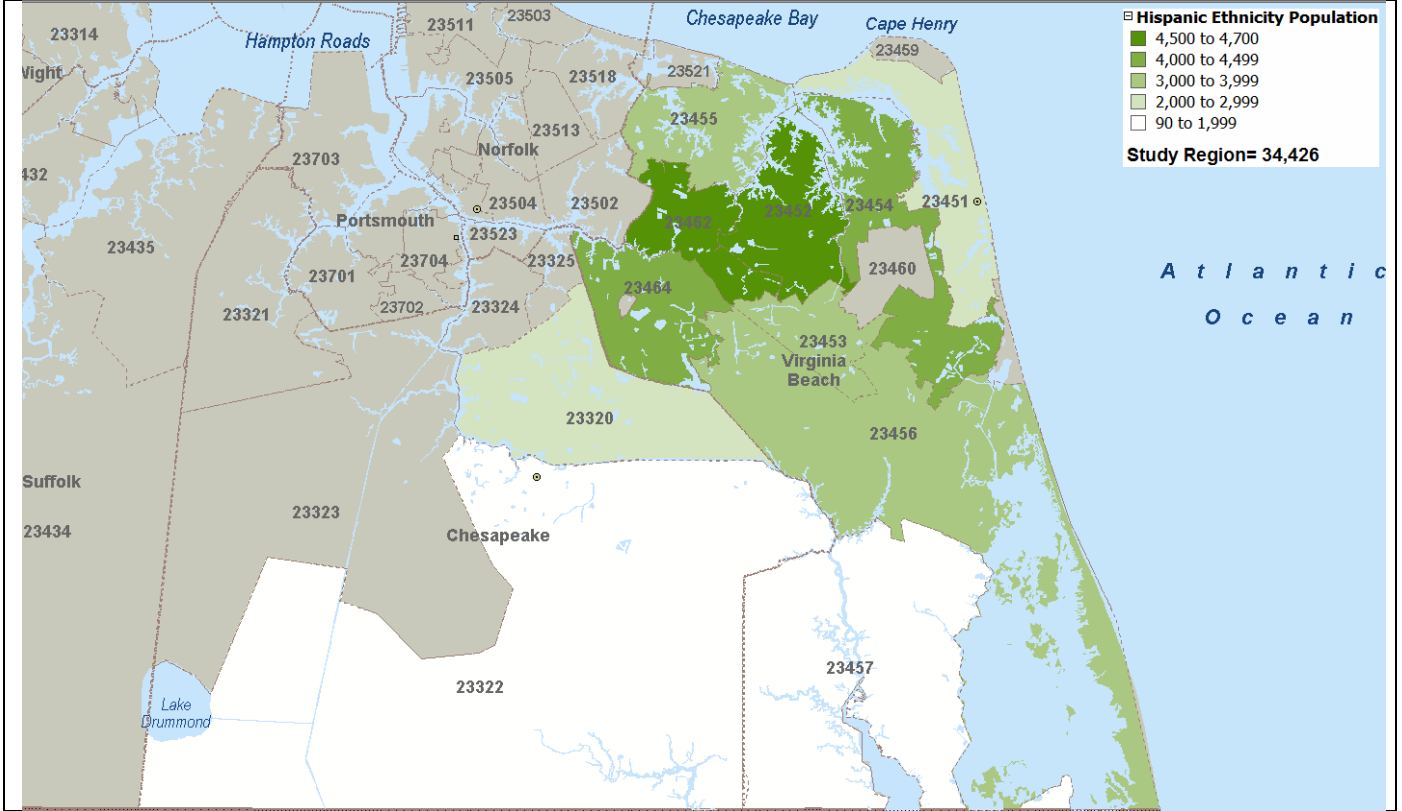 23503
23511
Chesapeake Bay
Cape Henry
Hispanic Ethnicity Population
4,500 to 4,700
4,000 to 4,499
3,000 to 3,999
2,000 to 2,999
90 to 1,999
Study Region= 34,426
23314
Hampton Roads
23459
Wight
23505
23518
23521
23455
23513
Norfolk
23703
432
23504
23502
23462
23452
23454
23451
Portsmouth
23523
23435
23704
23325
23701
23460
Atlantic
23464
23702
23324
23321
Ocean
23453
Virginia
Beach
23320
23456
Suffolk
23323
23434
Chesapeake
23457
23322
Lake
Drummond